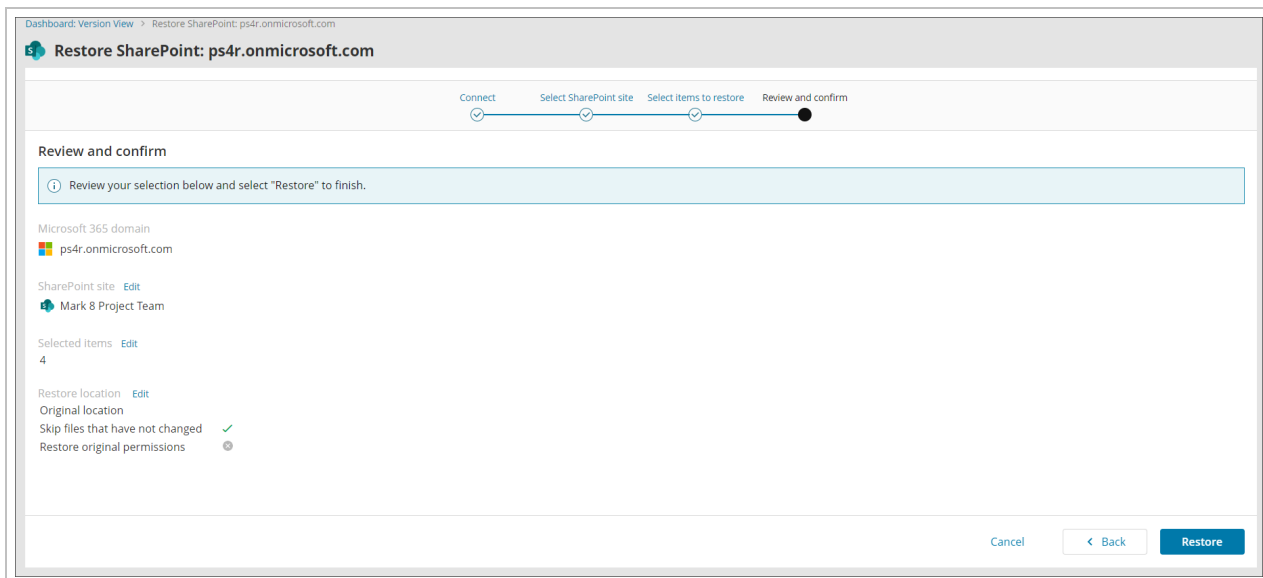 Dashboard: Version View > Restore SharePoint: ps4r.onmicrosoft.com
Restore SharePoint: ps4r.onmicrosoft.com
Connect Select SharePoint site Select items to restore Review and confirm
Review and confirm
Review your selection below and select "Restore" to finish.
Microsoft 365 domain
ps4r.onmicrosoft.com
SharePoint site Edit
Mark 8 Project Team
Selected items Edit
4
Restore location Edit
Original location
Skip files that have not changed
Restore original permissions
Cancel < Back Restore